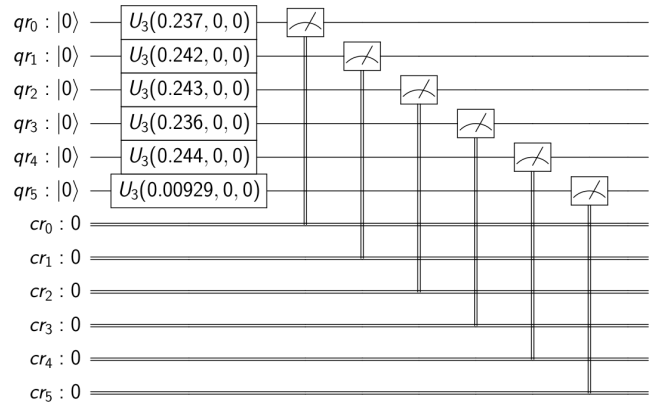 qr₀ : |0⟩ U₃(0.237, 0, 0)
qr₁ : |0⟩ U₃(0.242, 0, 0)
qr₂ : |0⟩ U₃(0.243, 0, 0)
qr₃ : |0⟩ U₃(0.236, 0, 0)
qr₄ : |0⟩ U₃(0.244, 0, 0)
qr₅ : |0⟩ U₃(0.00929, 0, 0)
cr₀ : 0
cr₁ : 0
cr₂ : 0
cr₃ : 0
cr₄ : 0
cr₅ : 0